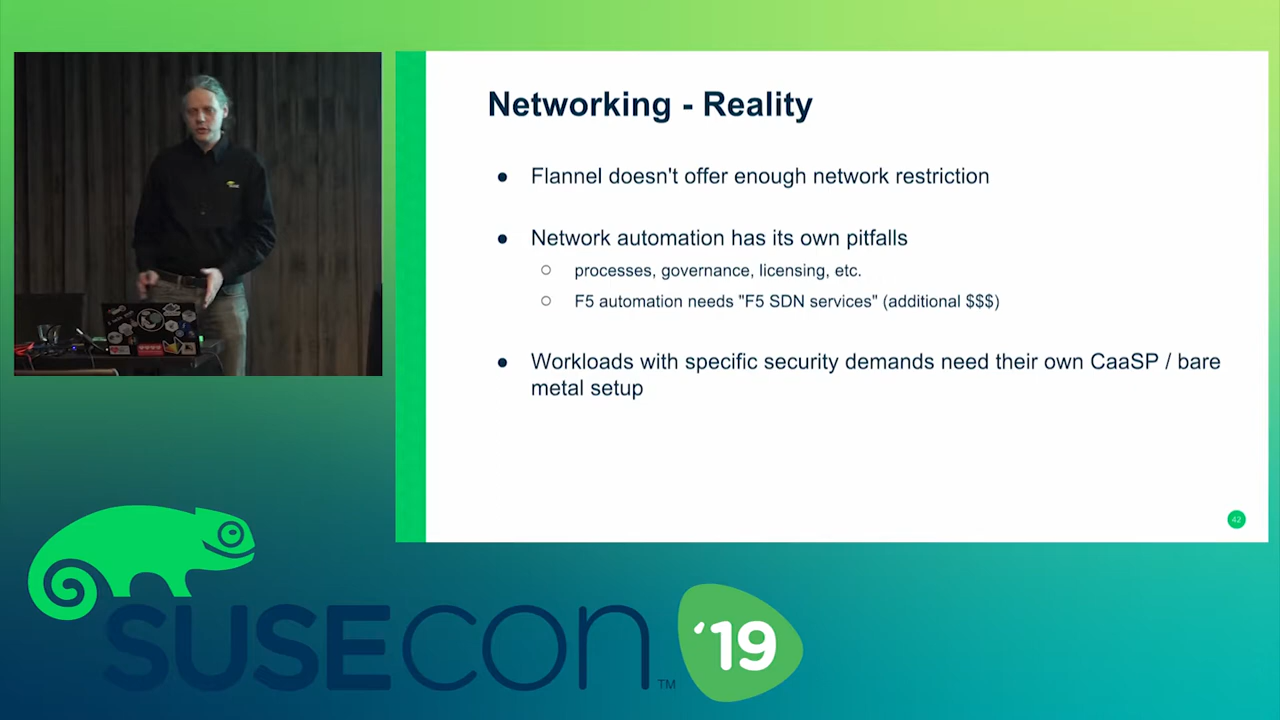 Networking - Reality
● Flannel doesn't offer enough network restriction
● Network automation has its own pitfalls
○ processes, governance, licensing, etc.
○ F5 automation needs "F5 SDN services" (additional $$$)
● Workloads with specific security demands need their own CaaSP / bare
metal setup
42
SUSECON ™ '19